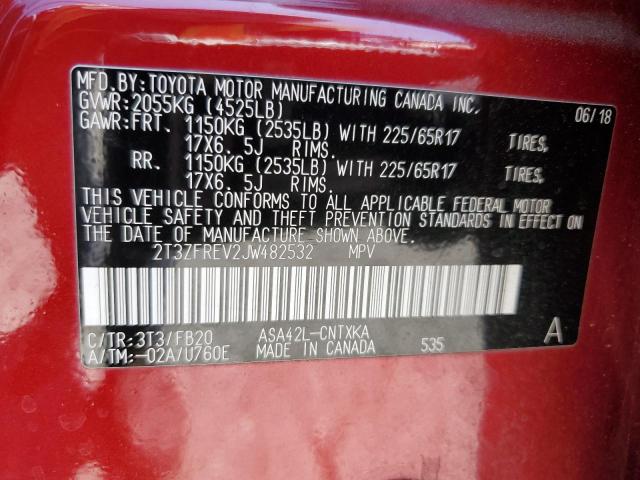 MFD.BY:TOYOTA MOTOR MANUFACTURING CANADA INC.
GVWR:2055KG (4525LB) 06/18
GAWR:FRT. 1150KG (2535LB) WITH 225/65R17 TIRES,
17X6. 5J RIMS.
RR. 1150KG (2535LB) WITH 225/65R17 TIRES,
17X6. 5J RIMS.
THIS VEHICLE CONFORMS TO ALL APPLICABLE FEDERAL MOTOR
VEHICLE SAFETY AND THEFT PREVENTION STANDARDS IN EFFECT ON
THE DATE OF MANUFACTURE SHOWN ABOVE.
2T3ZFREV2JW482532 MPV
C/TR:3T3/FB20 ASA42L-CNTXKA A
A/TM:-02A/U760E MADE IN CANADA 535